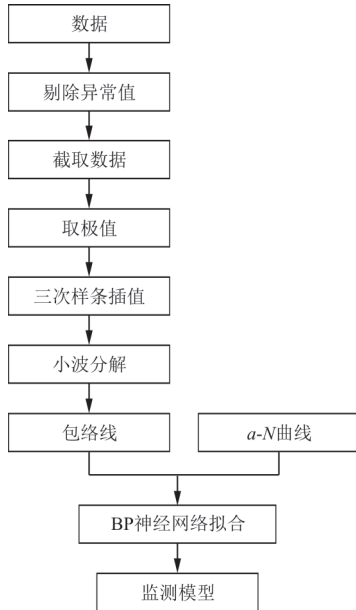 数据
剔除异常值
截取数据
取极值
三次样条插值
小波分解
包络线
a-N曲线
BP神经网络拟合
监测模型